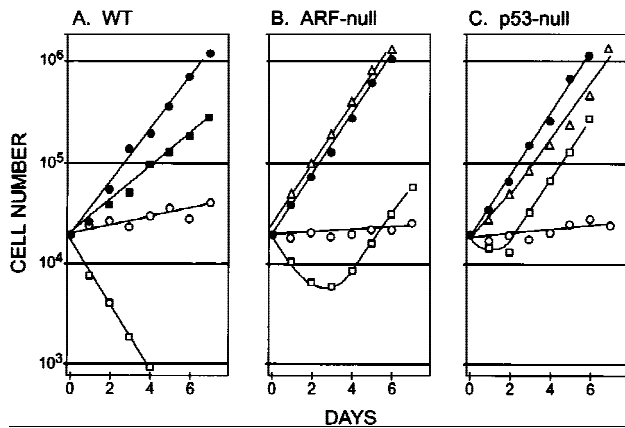 A. WT
B. ARF-null
C. p53-null
CELL NUMBER
10⁶
10⁵
10⁴
10³
0 2 4 6
0 2 4 6
0 2 4 6
DAYS